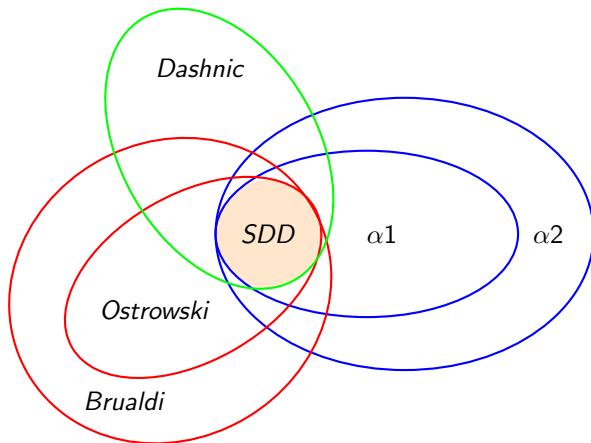 Dashnic
SDD
α1
α2
Ostrowski
Brualdi